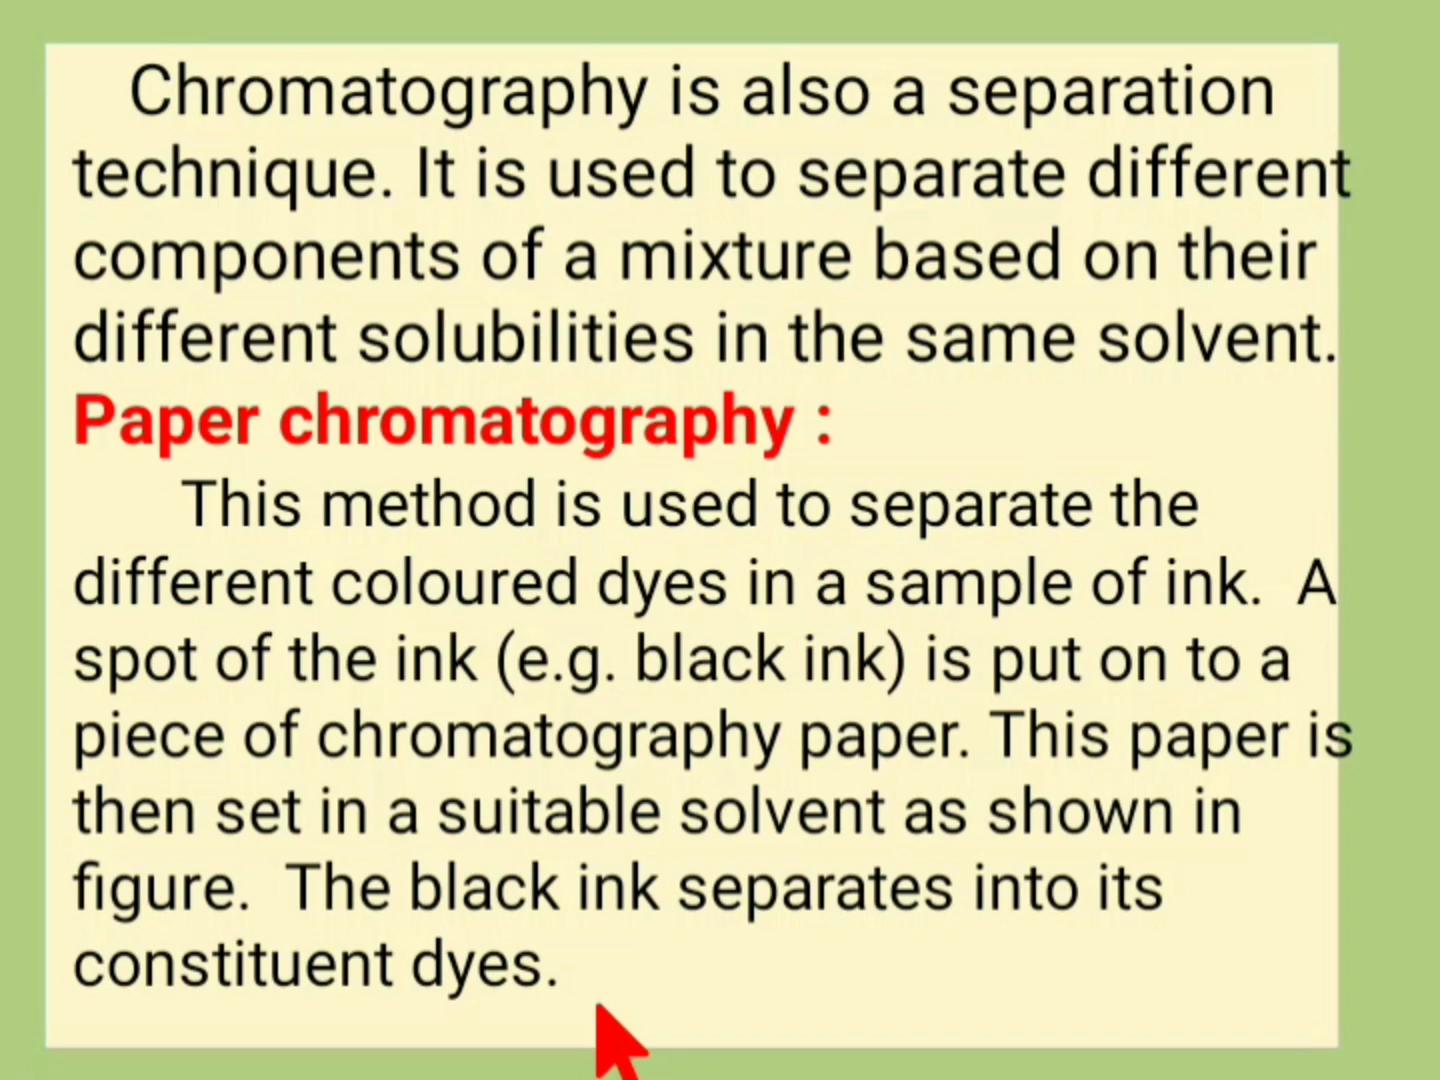 Chromatography is also a separation
technique. It is used to separate different
components of a mixture based on their
different solubilities in the same solvent.
Paper chromatography :
This method is used to separate the
different coloured dyes in a sample of ink. A
spot of the ink (e.g. black ink) is put on to a
piece of chromatography paper. This paper is
then set in a suitable solvent as shown in
figure. The black ink separates into its
constituent dyes.